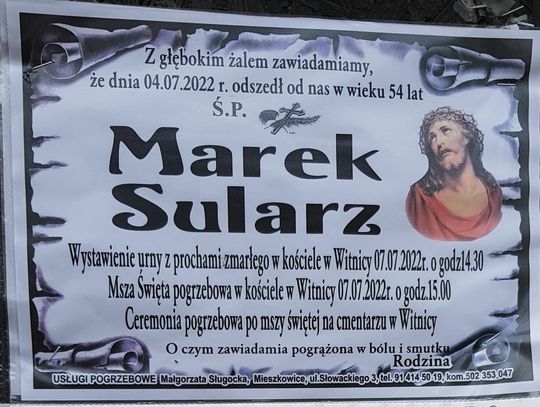 Z głębokim żalem zawiadamiamy,
że dnia 04.07.2022 r. odszedł od nas w wieku 54 lat
Ś.P.
Marek
Sularz
Wystawienie urny z prochami zmarłego w kościele w Witnicy 07.07.2022r. o godz14.30
Msza Święta pogrzebowa w kościele w Witnicy 07.07.2022r. o godz.15.00
Ceremonia pogrzebowa po mszy świętej na cmentarzu w Witnicy
O czym zawiadamia pogrążona w bólu i smutku
Rodzina
USŁUGI POGRZEBOWE Małgorzata Sługocka, Mieszkowice, ul.Słowackiego 3, tel. 91 414 50 19, kom. 502 353 047